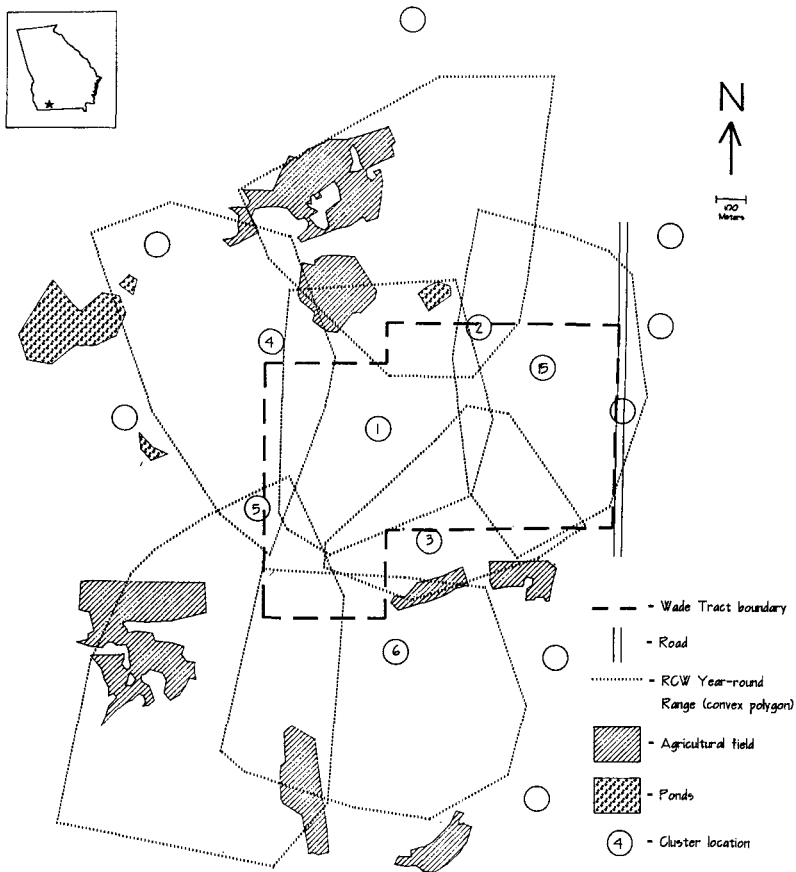 N
100
Meters
4
2
15
1
5
3
6
- Wade Tract boundary
- Road
- RCW Year-round
Range (convex polygon)
- Agricultural field
- Ponds
4 - Cluster location